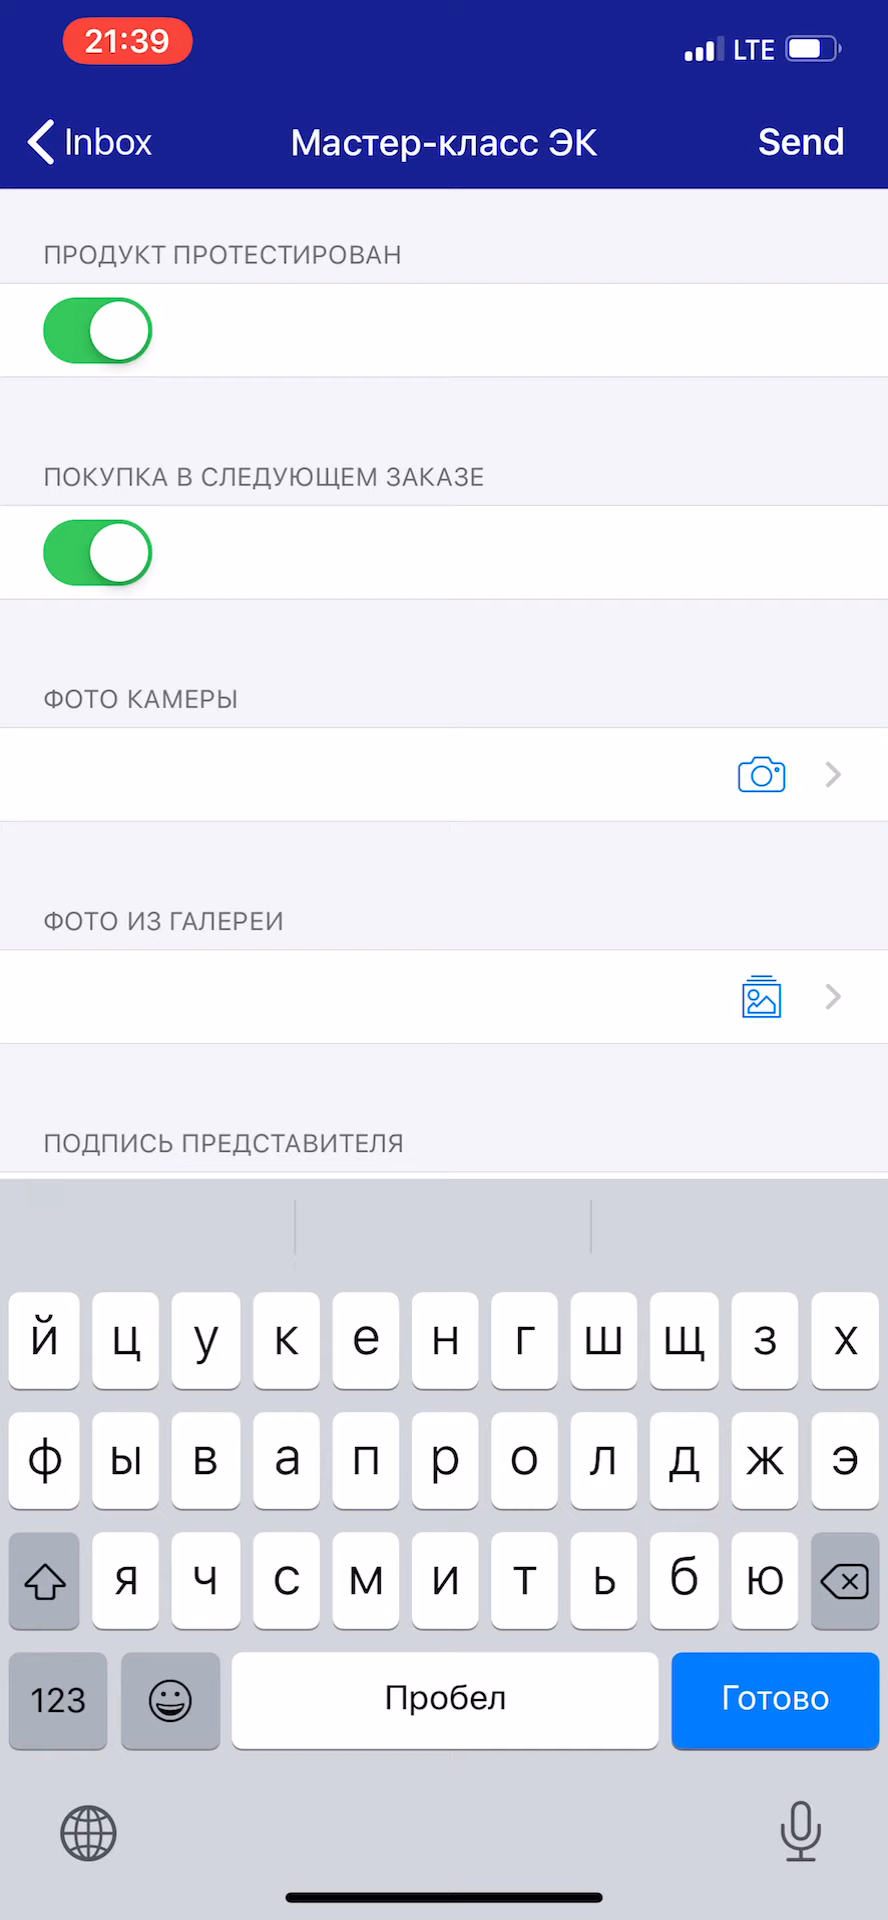 21:39
LTE
Inbox
Мастер-класс ЭК
Send
ПРОДУКТ ПРОТЕСТИРОВАН
ПОКУПКА В СЛЕДУЮЩЕМ ЗАКАЗЕ
ФОТО КАМЕРЫ
ФОТО ИЗ ГАЛЕРЕИ
ПОДПИСЬ ПРЕДСТАВИТЕЛЯ
й ц у к е н г ш щ з х
ф ы в а п р о л д ж э
я ч с м и т ь б ю
123
Пробел
Готово